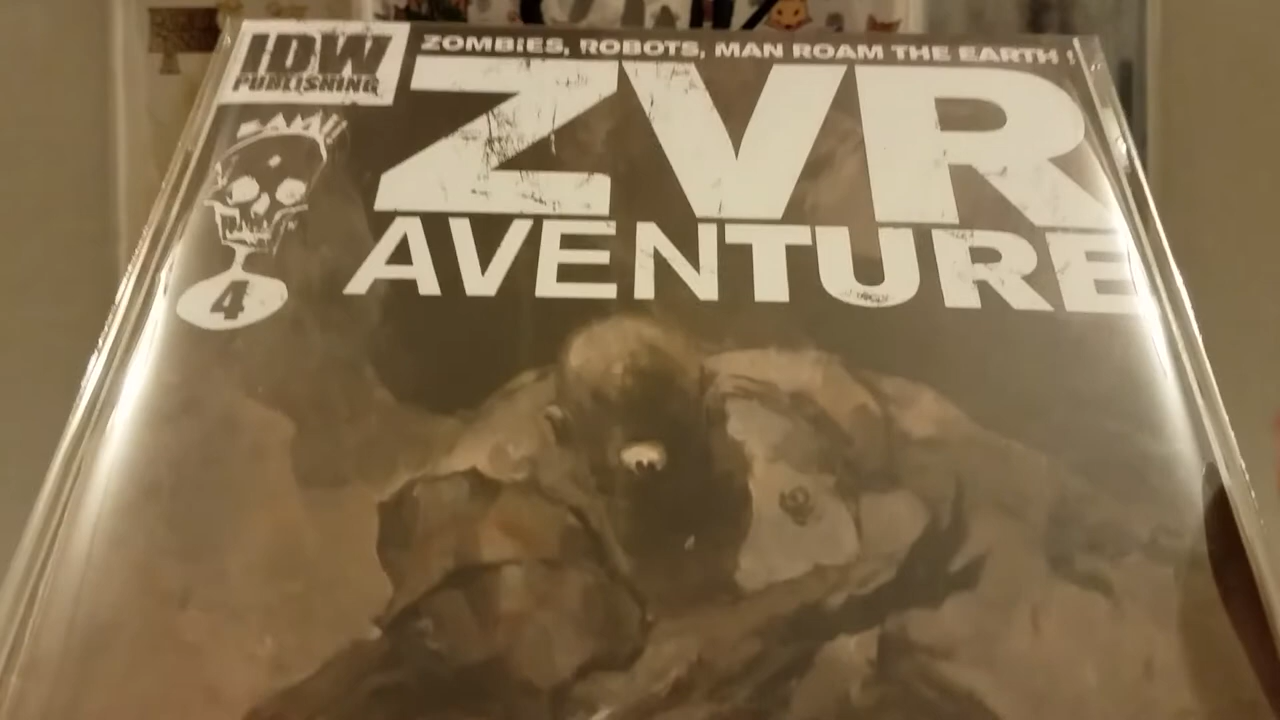 IDW
PUBLISHING
ZOMBIES, ROBOTS, MAN ROAM THE EARTH !
ZVR
AVENTURE
4